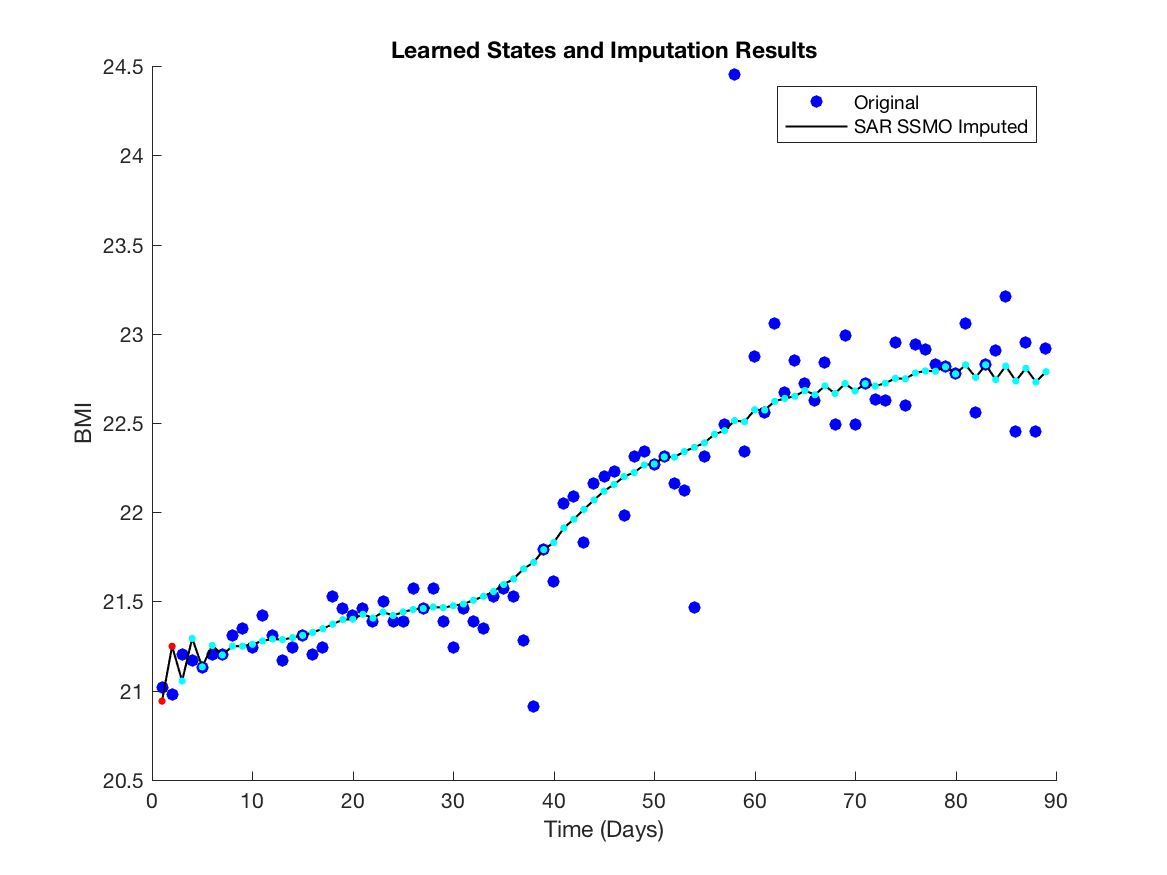 Learned States and Imputation Results
24.5
24
23.5
23
22.5
22
21.5
21
20.5
BMI
Original
SAR SSMO Imputed
0 10 20 30 40 50 60 70 80 90
Time (Days)